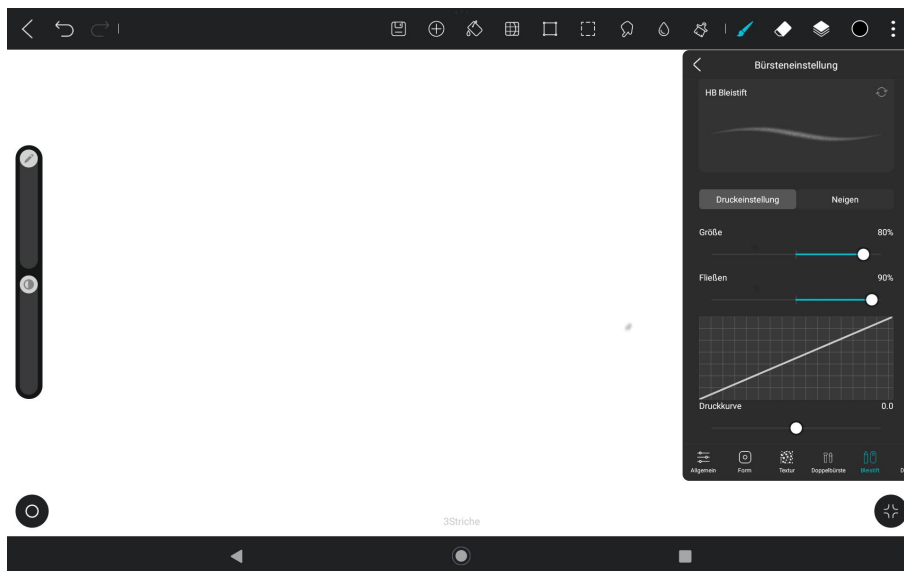 Bürsteneinstellung
HB Bleistift
Druckeinstellung Neigen
Größe 80%
Fließen 90%
Druckkurve 0.0
Allgemein Form Textur Doppelbürste Bleistift D
3Striche